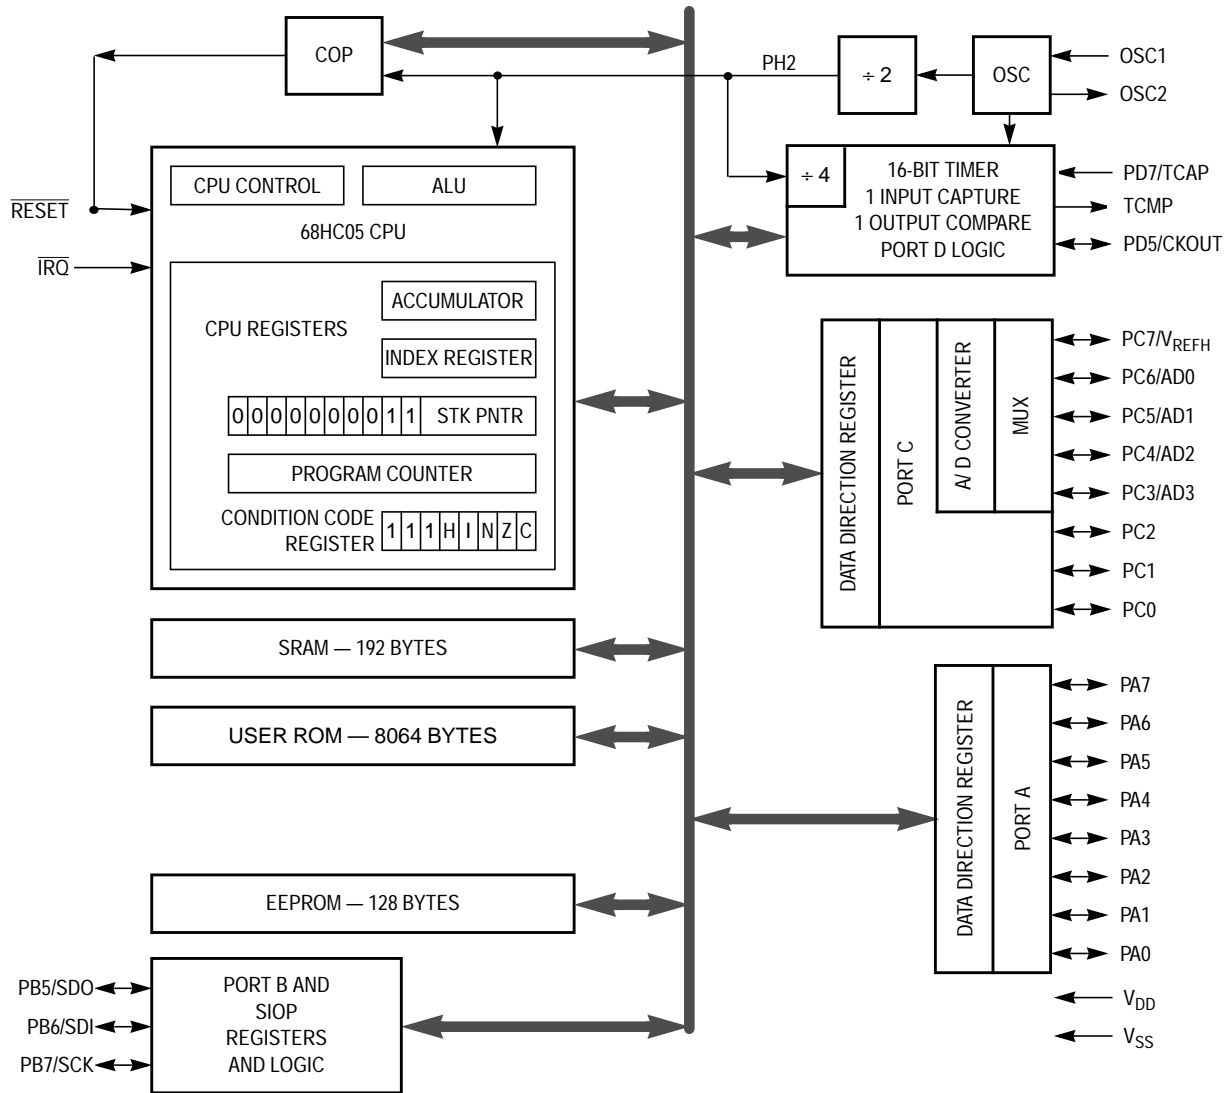 COP
PH2
÷ 2
OSC
OSC1
OSC2
CPU CONTROL
ALU
68HC05 CPU
RESET
IRQ
÷ 4
16-BIT TIMER
1 INPUT CAPTURE
1 OUTPUT COMPARE
PORT D LOGIC
PD7/TCAP
TCMP
PD5/CKOUT
CPU REGISTERS
ACCUMULATOR
INDEX REGISTER
0 0 0 0 0 0 0 0 1 1 STK PNTR
PROGRAM COUNTER
CONDITION CODE
REGISTER
1 1 1 H I N Z C
DATA DIRECTION REGISTER
PORT C
A/ D CONVERTER
MUX
PC7/VREFH
PC6/AD0
PC5/AD1
PC4/AD2
PC3/AD3
PC2
PC1
PC0
SRAM — 192 BYTES
USER ROM — 8064 BYTES
EEPROM — 128 BYTES
DATA DIRECTION REGISTER
PORT A
PA7
PA6
PA5
PA4
PA3
PA2
PA1
PA0
PB5/SDO
PB6/SDI
PB7/SCK
PORT B AND
SIOP
REGISTERS
AND LOGIC
VDD
VSS